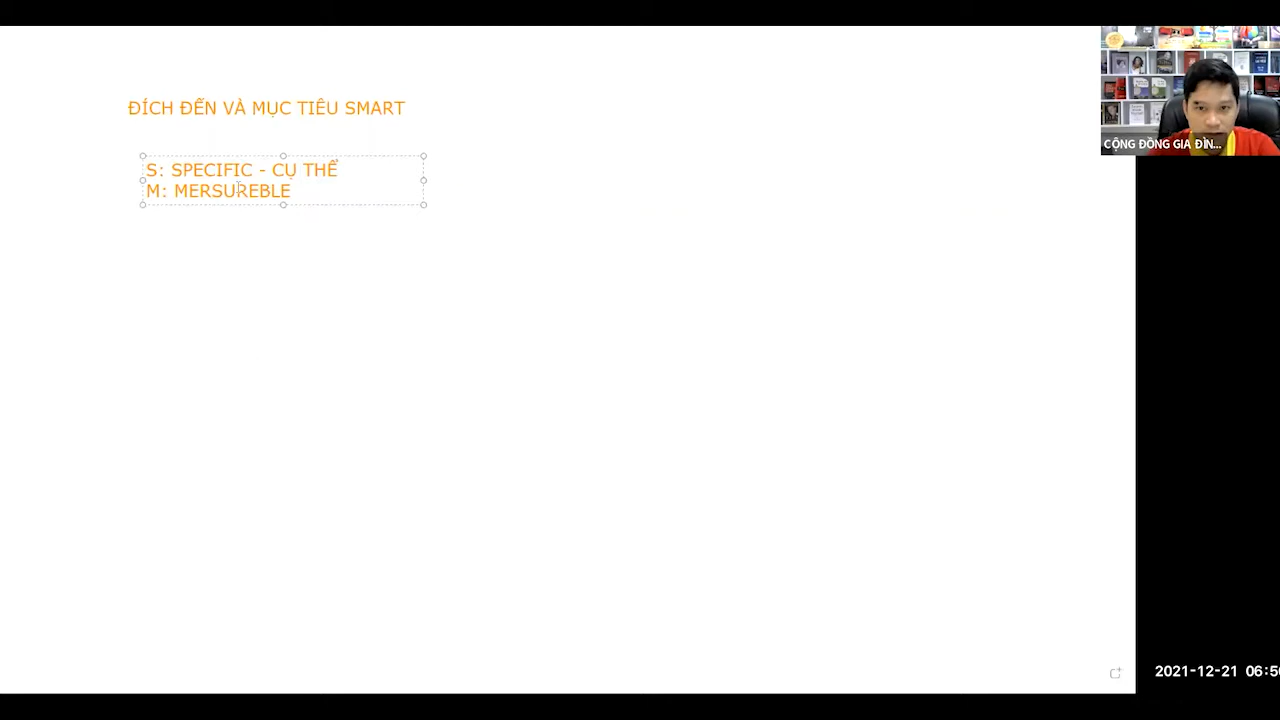 ĐÍCH ĐẾN VÀ MỤC TIÊU SMART
S: SPECIFIC - CỤ THỂ
M: MERSUREBLE
CỘNG ĐỒNG GIA ĐÌN...
2021-12-21 06:5